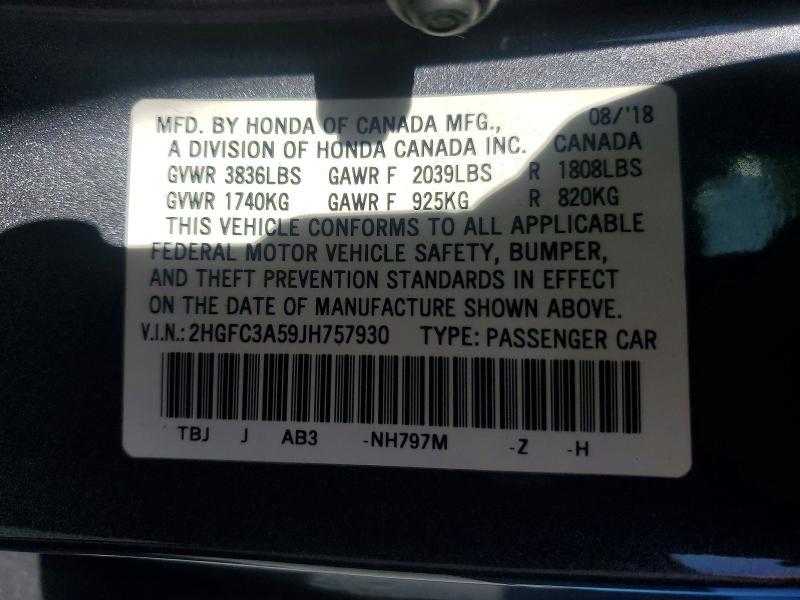 MFD. BY HONDA OF CANADA MFG., 08/'18
A DIVISION OF HONDA CANADA INC. CANADA
GVWR 3836LBS GAWR F 2039LBS R 1808LBS
GVWR 1740KG GAWR F 925KG R 820KG
THIS VEHICLE CONFORMS TO ALL APPLICABLE
FEDERAL MOTOR VEHICLE SAFETY, BUMPER,
AND THEFT PREVENTION STANDARDS IN EFFECT
ON THE DATE OF MANUFACTURE SHOWN ABOVE.
V.I.N.: 2HGFC3A59JH757930 TYPE: PASSENGER CAR
TBJ J AB3 -NH797M -Z -H